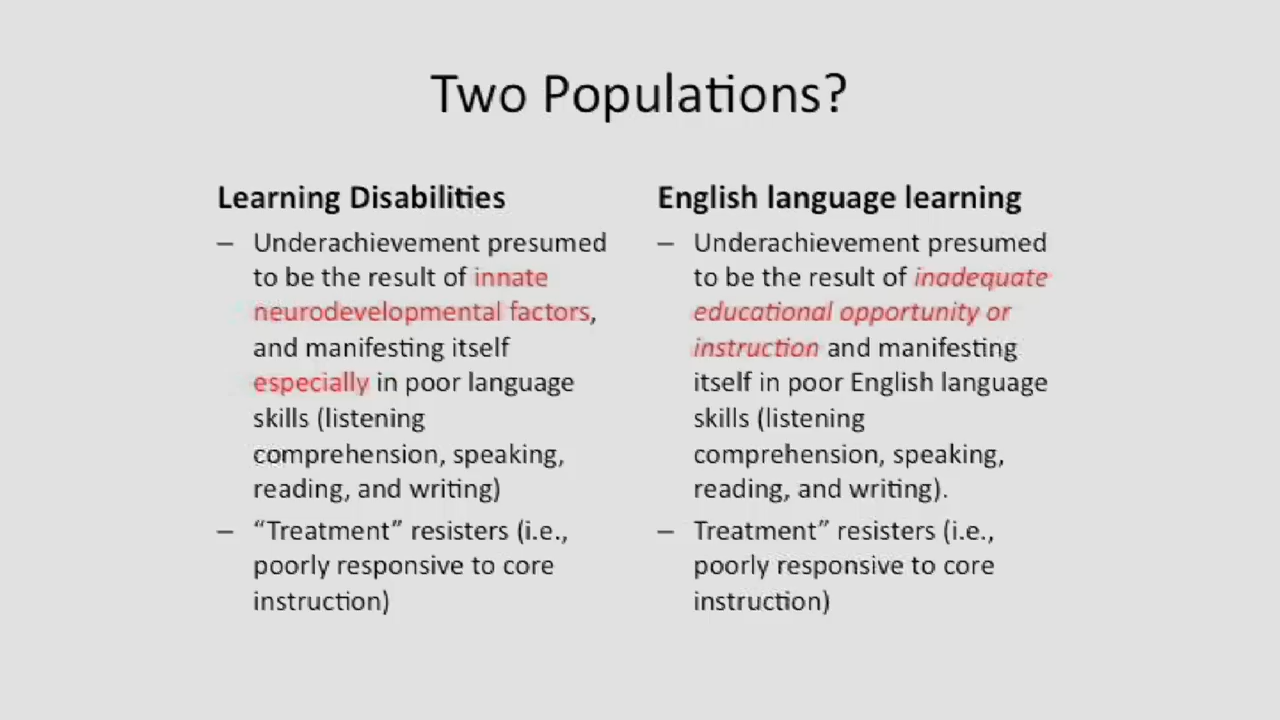 Two Populations?
Learning Disabilities
– Underachievement presumed
to be the result of innate
neurodevelopmental factors,
and manifesting itself
especially in poor language
skills (listening
comprehension, speaking,
reading, and writing)
– “Treatment” resisters (i.e.,
poorly responsive to core
instruction)
English language learning
– Underachievement presumed
to be the result of inadequate
educational opportunity or
instruction and manifesting
itself in poor English language
skills (listening
comprehension, speaking,
reading, and writing).
– Treatment” resisters (i.e.,
poorly responsive to core
instruction)